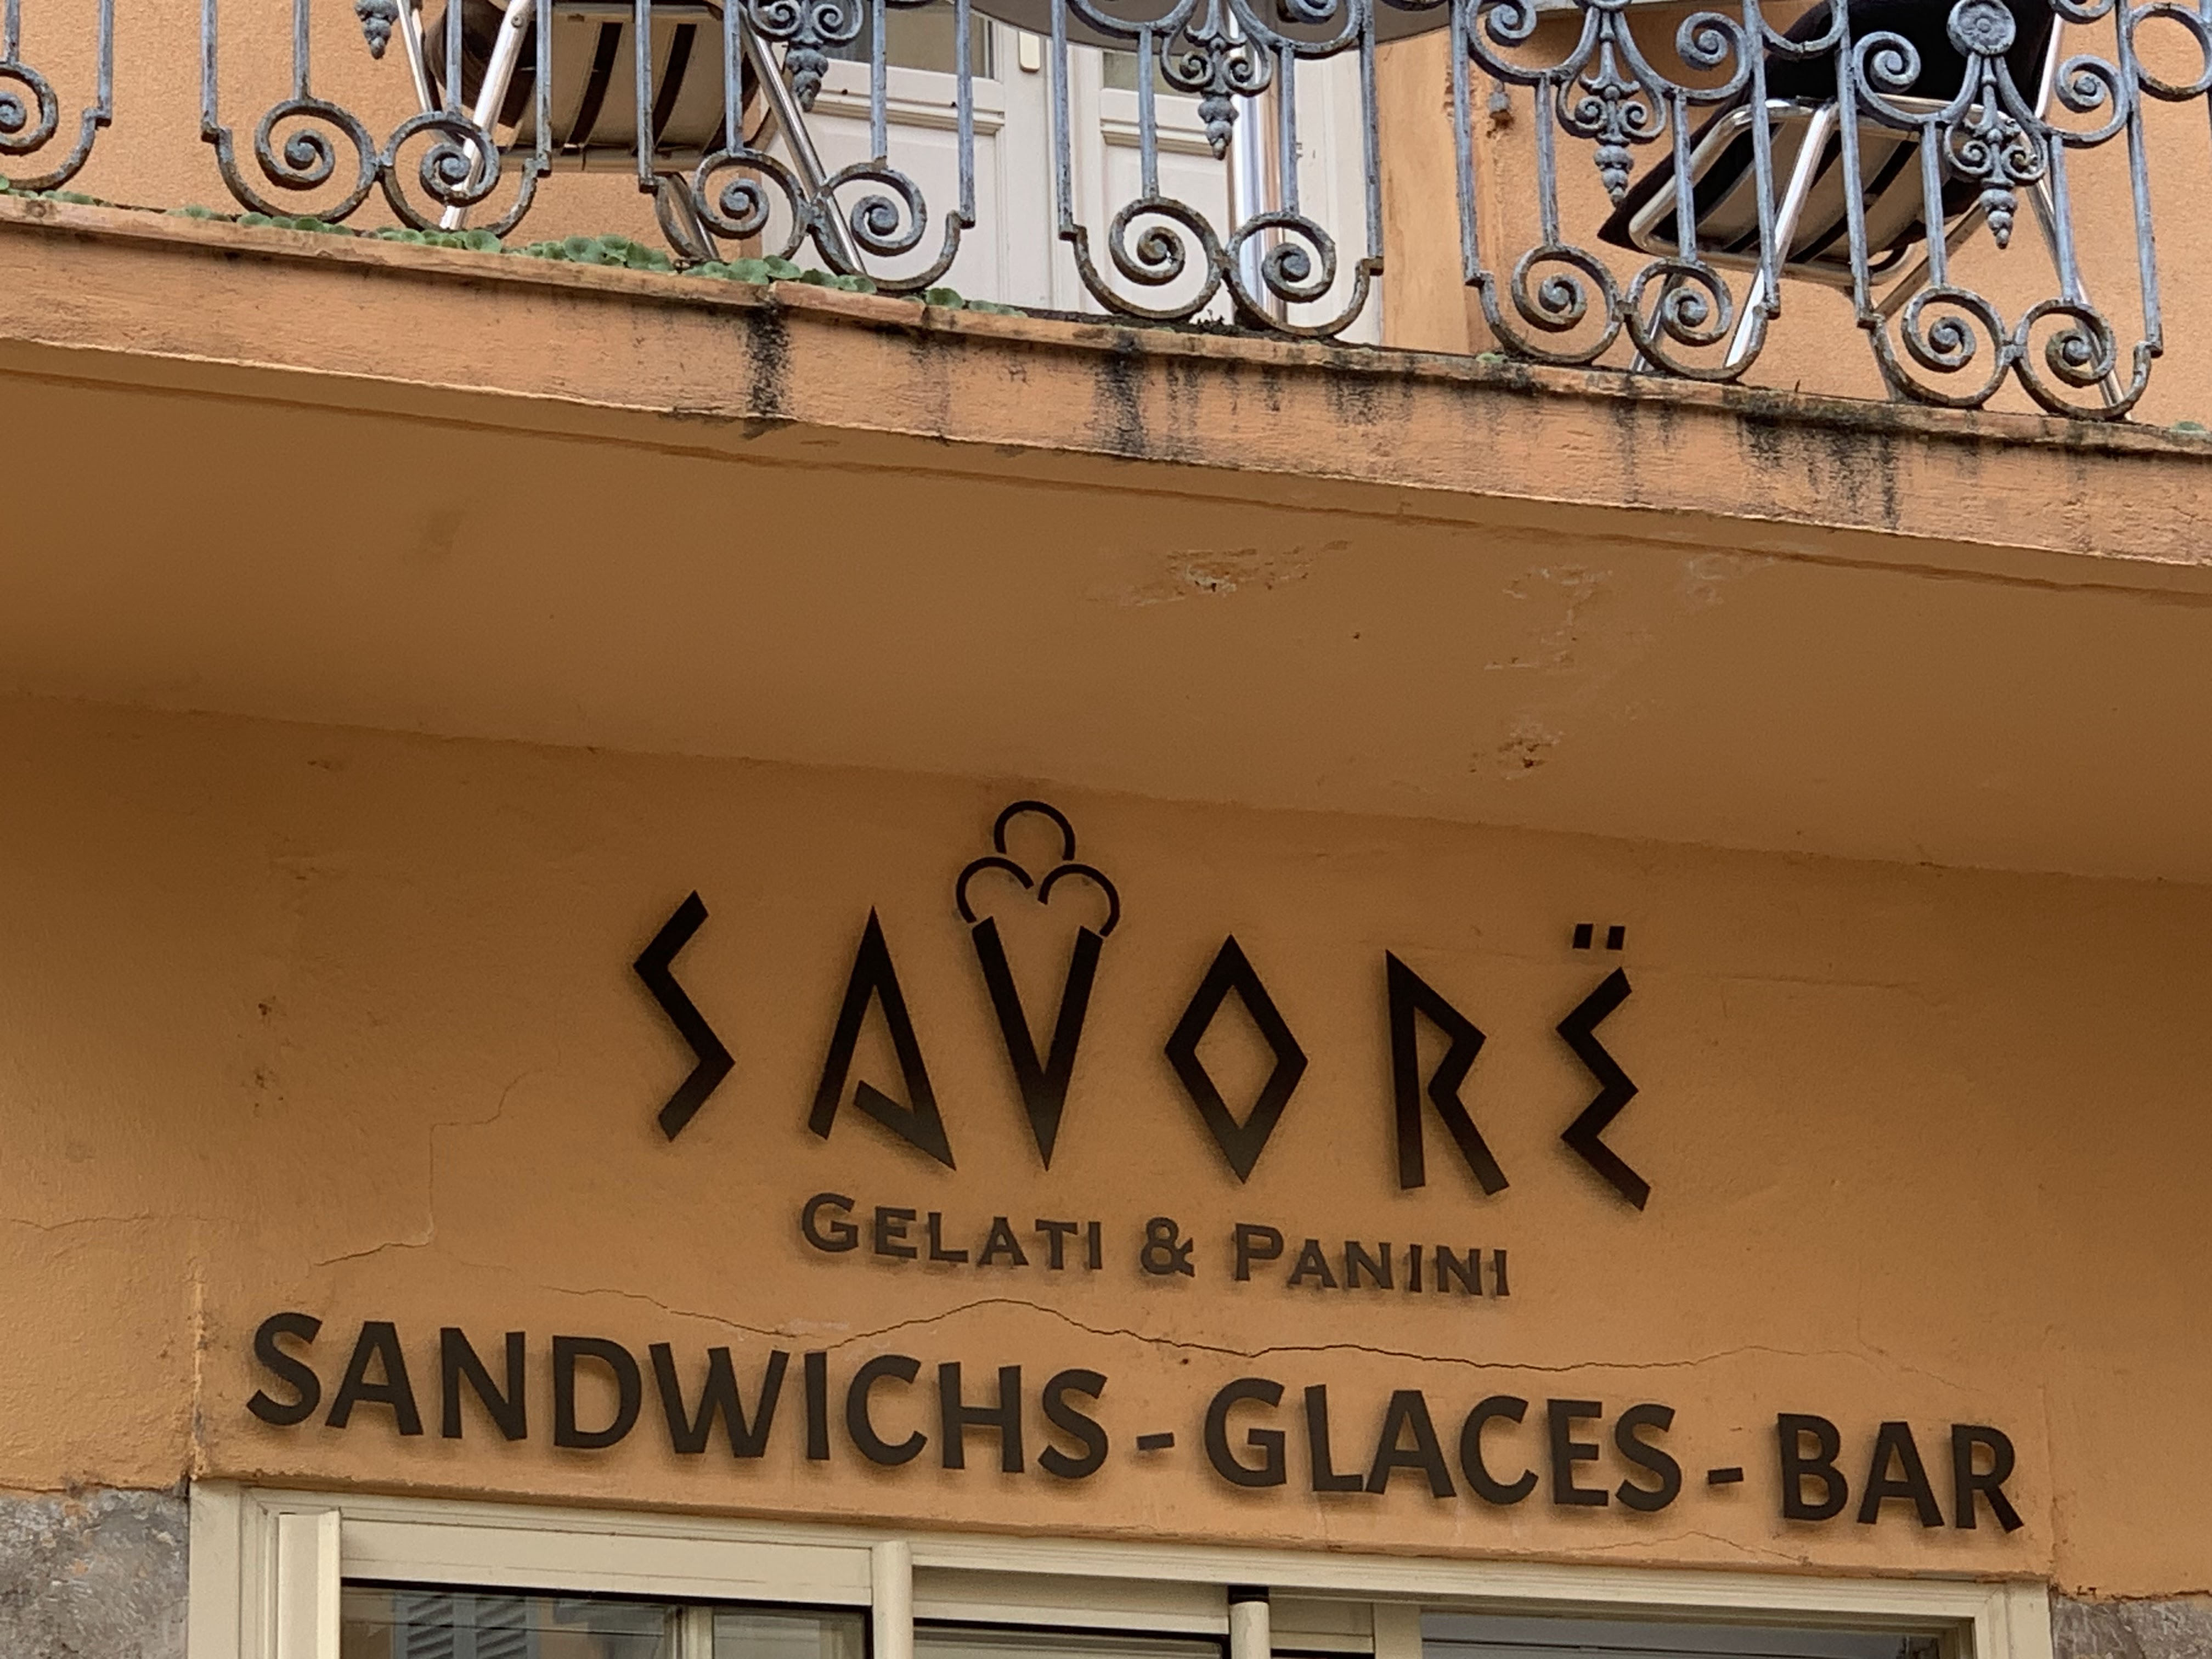 SAVORË
GELATI & PANINI
SANDWICHS - GLACES - BAR